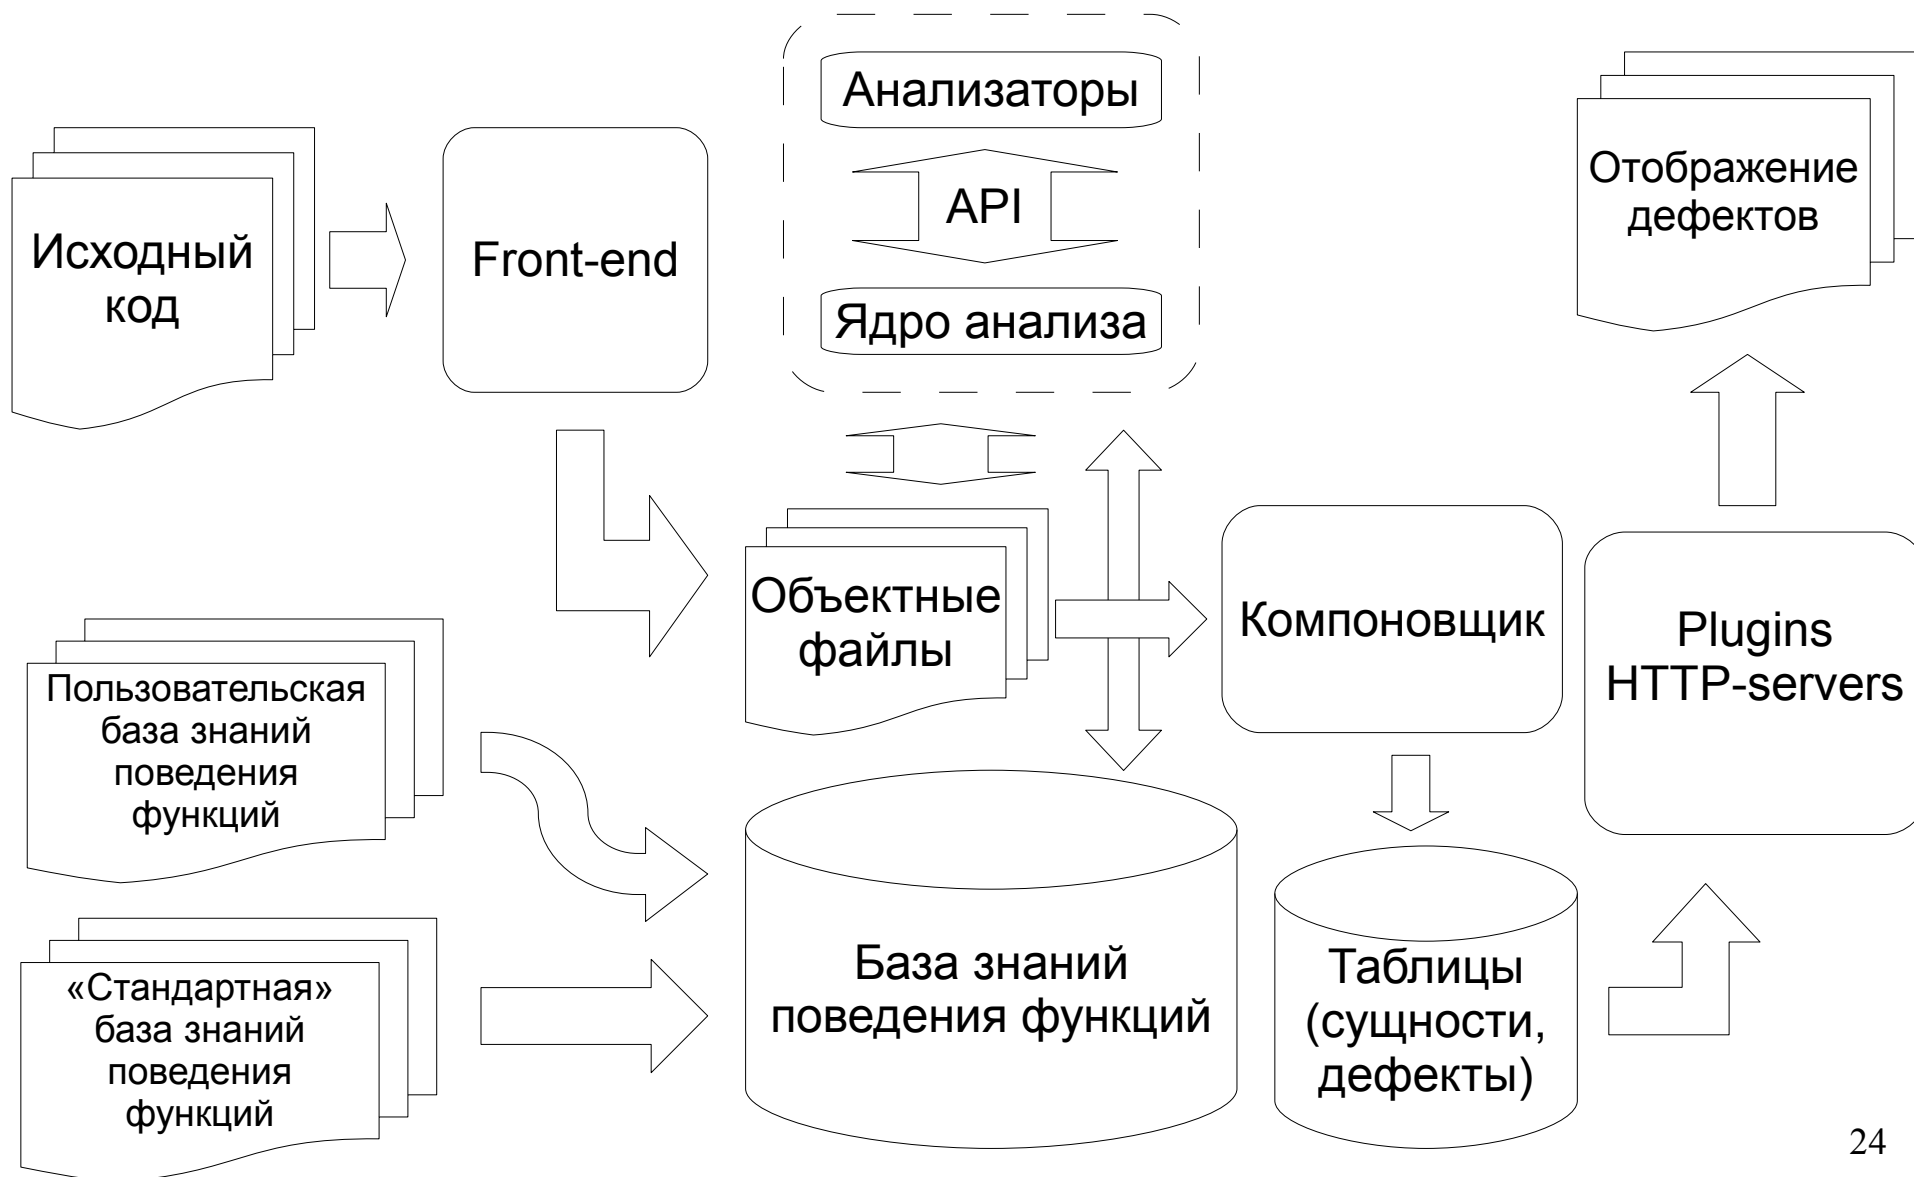 Анализаторы
API
Ядро анализа
Исходный
код
Front-end
Отображение
дефектов
Объектные
файлы
Компоновщик
Plugins
HTTP-servers
Пользовательская
база знаний
поведения
функций
«Стандартная»
база знаний
поведения
функций
База знаний
поведения функций
Таблицы
(сущности,
дефекты)
24